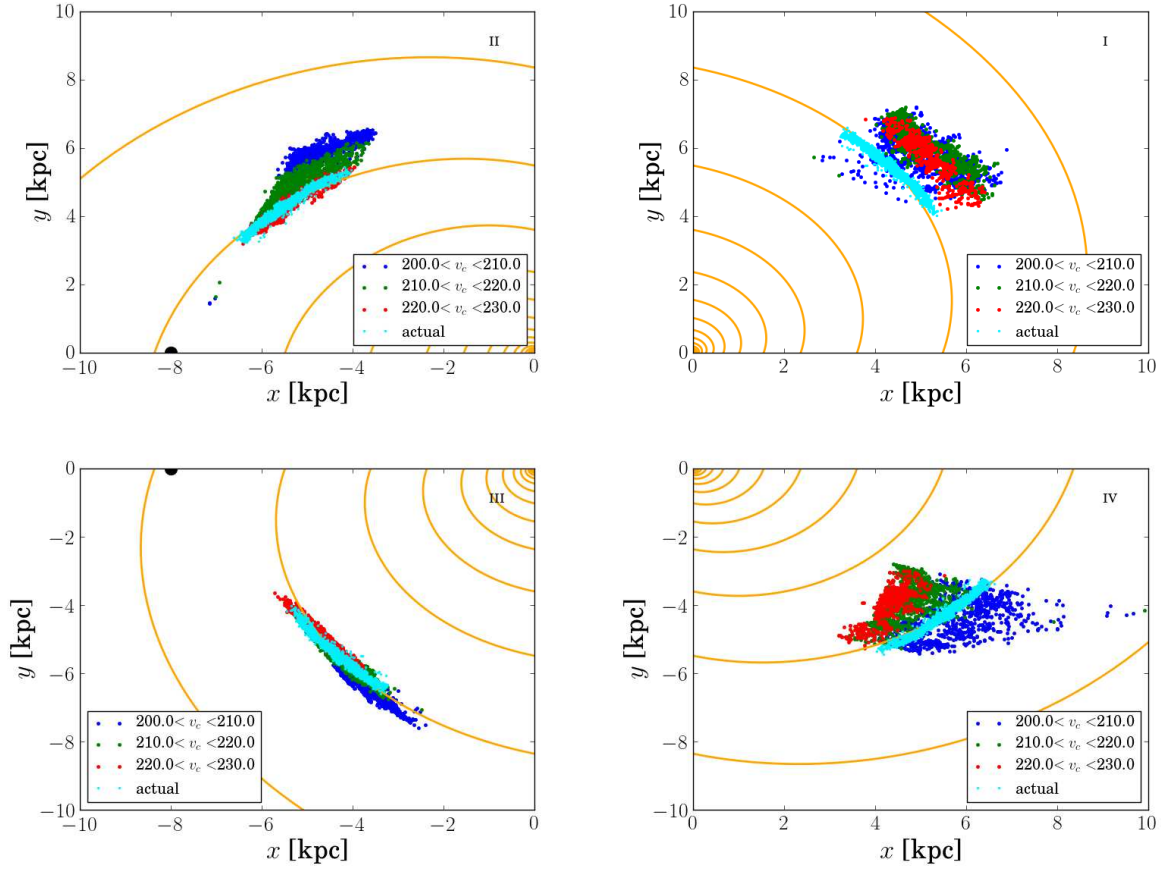 II
y [kpc]
10
8
6
4
2
0
200.0< v_c <210.0
210.0< v_c <220.0
220.0< v_c <230.0
actual
−10 −8 −6 −4 −2 0
x [kpc]
I
y [kpc]
10
8
6
4
2
0
200.0< v_c <210.0
210.0< v_c <220.0
220.0< v_c <230.0
actual
0 2 4 6 8 10
x [kpc]
III
y [kpc]
0
−2
−4
−6
−8
−10
200.0< v_c <210.0
210.0< v_c <220.0
220.0< v_c <230.0
actual
−10 −8 −6 −4 −2 0
x [kpc]
IV
y [kpc]
0
−2
−4
−6
−8
−10
200.0< v_c <210.0
210.0< v_c <220.0
220.0< v_c <230.0
actual
0 2 4 6 8 10
x [kpc]